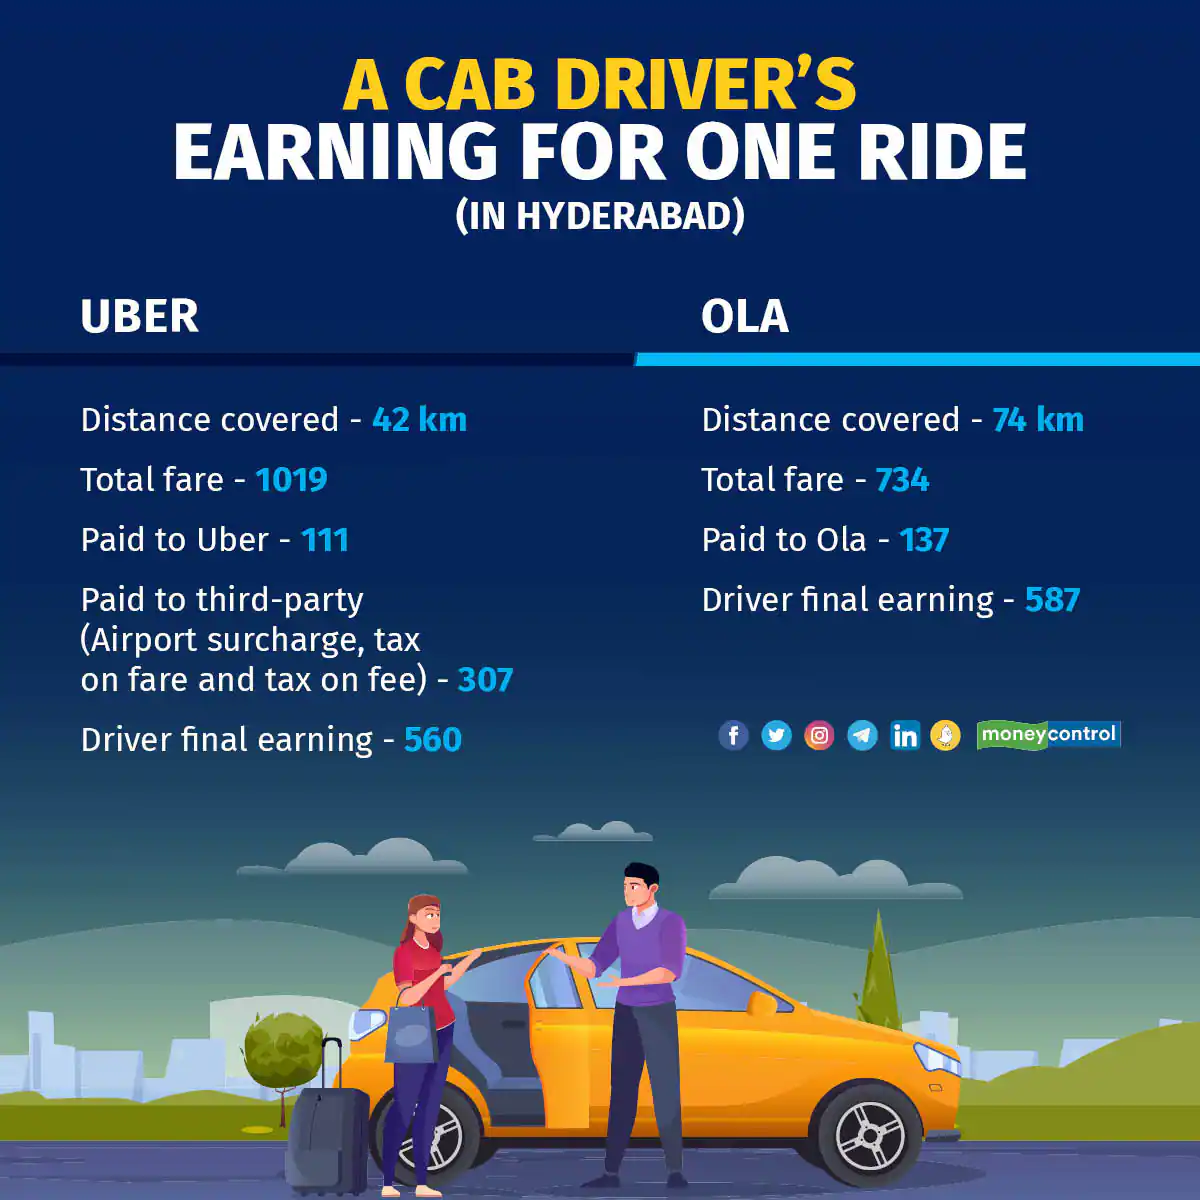 A CAB DRIVER’S
EARNING FOR ONE RIDE
(IN HYDERABAD)
UBER
Distance covered - 42 km
Total fare - 1019
Paid to Uber - 111
Paid to third-party
(Airport surcharge, tax
on fare and tax on fee) - 307
Driver final earning - 560
OLA
Distance covered - 74 km
Total fare - 734
Paid to Ola - 137
Driver final earning - 587
moneycontrol